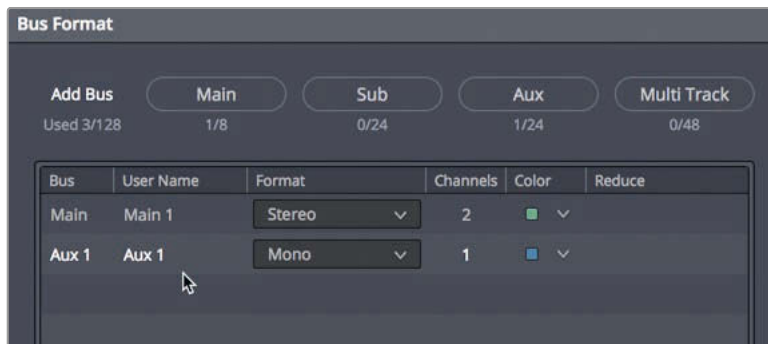 Bus Format
Add Bus Main Sub Aux Multi Track
Used 3/128 1/8 0/24 1/24 0/48
Bus User Name Format Channels Color Reduce
Main Main 1 Stereo 2
Aux 1 Aux 1 Mono 1